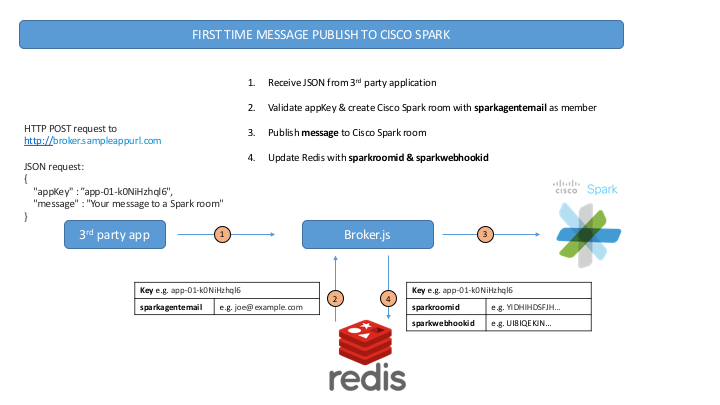 FIRST TIME MESSAGE PUBLISH TO CISCO SPARK
1. Receive JSON from 3rd party application
2. Validate appKey & create Cisco Spark room with sparkagentemail as member
3. Publish message to Cisco Spark room
4. Update Redis with sparkroomid & sparkwebhookid
HTTP POST request to
http://broker.sampleappurl.com
JSON request:
{
"appKey" : "app-01-k0NiHzhql6",
"message" : "Your message to a Spark room"
}
cisco Spark
3rd party app
1
Broker.js
3
Key e.g. app-01-k0NiHzhql6
sparkagentemail e.g. joe@example.com
2
4
Key e.g. app-01-k0NiHzhql6
sparkroomid e.g. YIDHIHDSFJH...
sparkwebhookid e.g. UI8IQEKJN...
redis